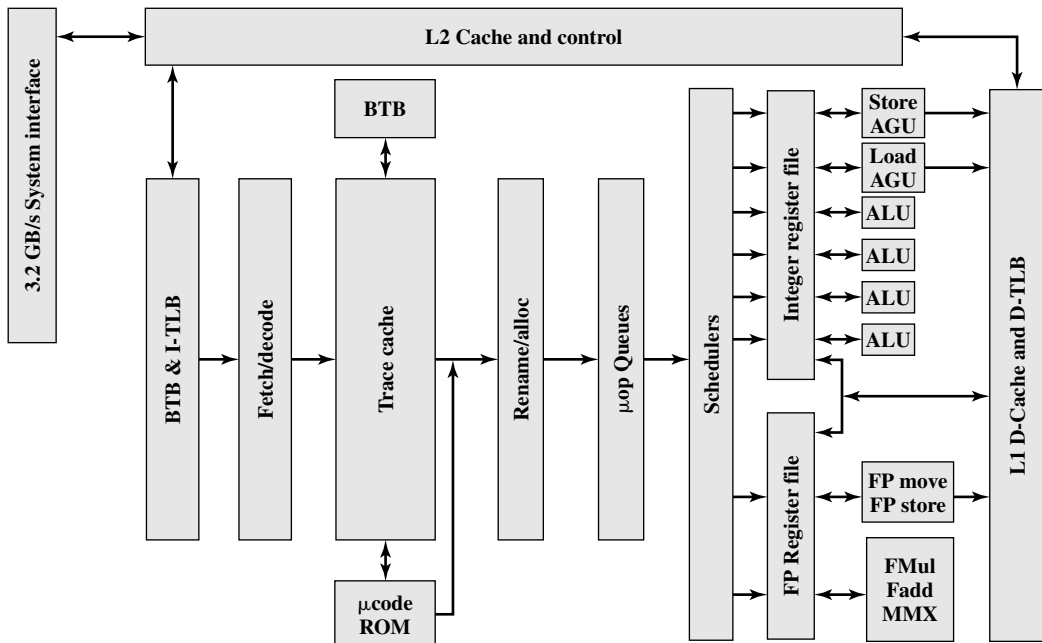 3.2 GB/s System interface
L2 Cache and control
BTB & I-TLB
Fetch/decode
BTB
Trace cache
μcode
ROM
Rename/alloc
μop Queues
Schedulers
Integer register file
FP Register file
Store
AGU
Load
AGU
ALU
ALU
ALU
ALU
FP move
FP store
FMul
Fadd
MMX
L1 D-Cache and D-TLB